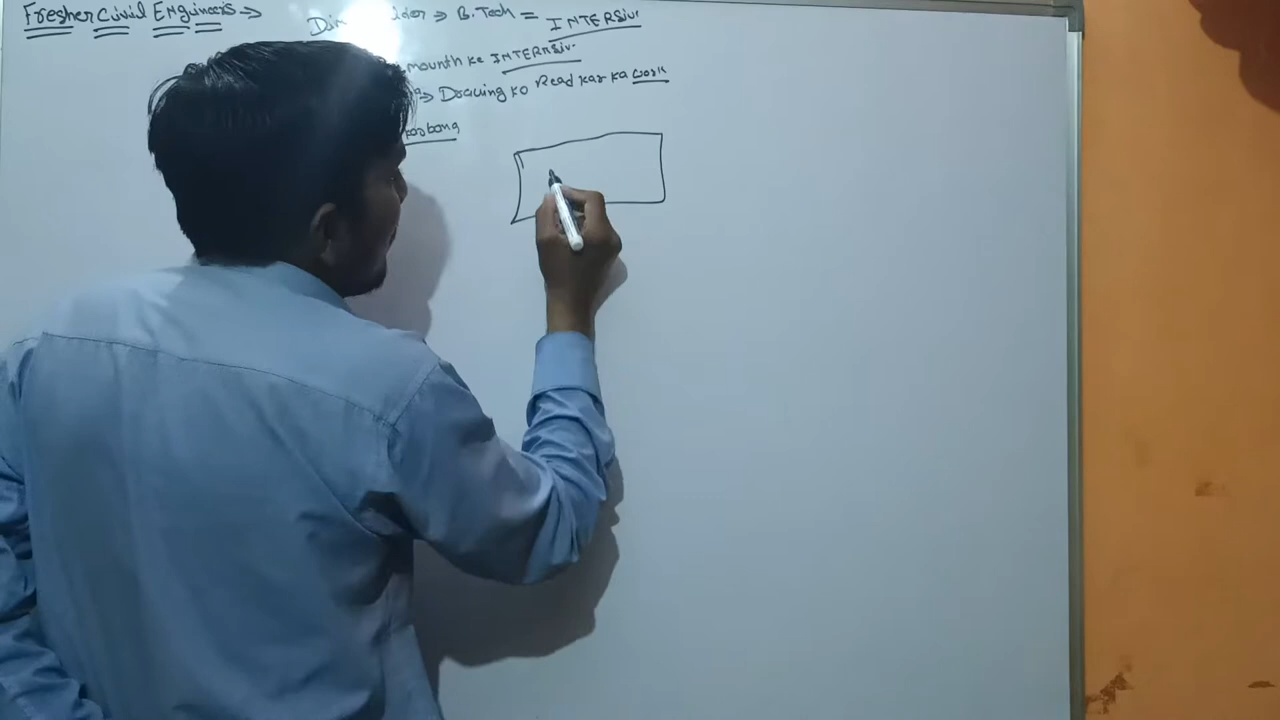 Fresher Civil Engineers → B.Tech = INTERSiv
mounth ke INTERSiv
→ Drawing ko Read kar ka work